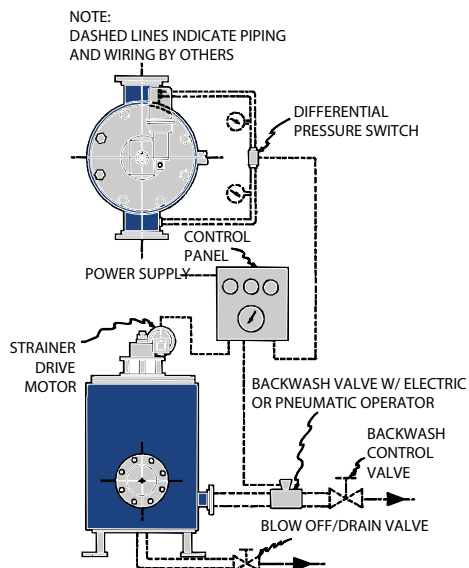 NOTE:
DASHED LINES INDICATE PIPING
AND WIRING BY OTHERS
DIFFERENTIAL
PRESSURE SWITCH
CONTROL
PANEL
POWER SUPPLY
STRAINER
DRIVE
MOTOR
BACKWASH VALVE W/ ELECTRIC
OR PNEUMATIC OPERATOR
BACKWASH
CONTROL
VALVE
BLOW OFF/DRAIN VALVE